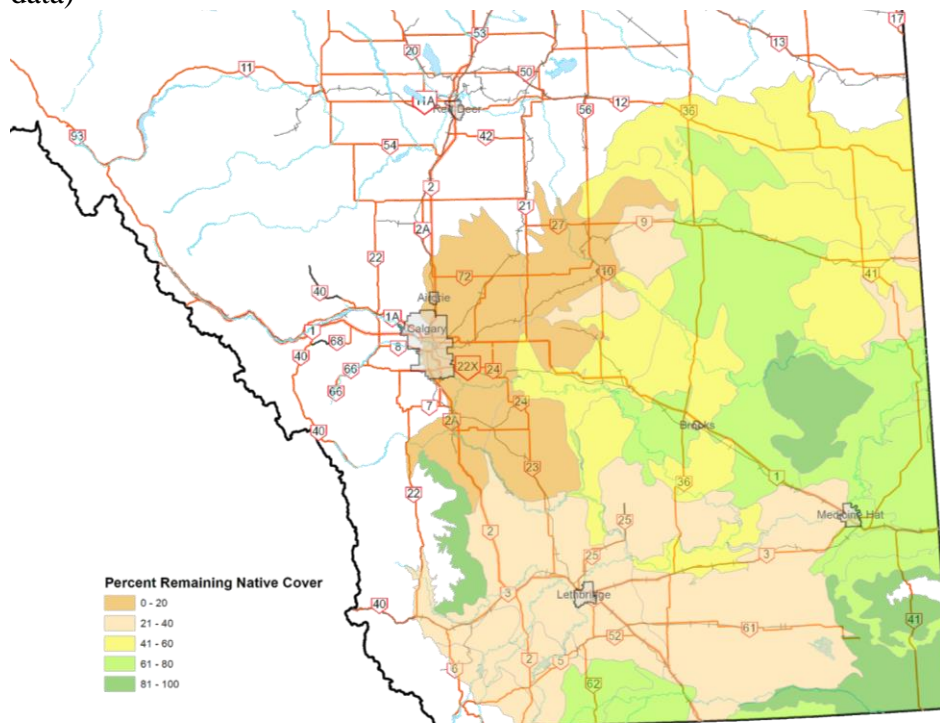 data)
17
53
13
20
11
50
11A
Red Deer
56
12
36
93
42
54
2
21
2A
27
9
22
72
10
41
40
Airdrie
1A
Calgary
1
68
8
40
66
22X
24
66
7
24
40
2A
Brooks
23
1
22
36
Medicine Hat
25
2
25
3
Percent Remaining Native Cover
0 - 20
21 - 40
41 - 60
61 - 80
81 - 100
40
3
Lethbridge
41
61
52
2
5
6
62